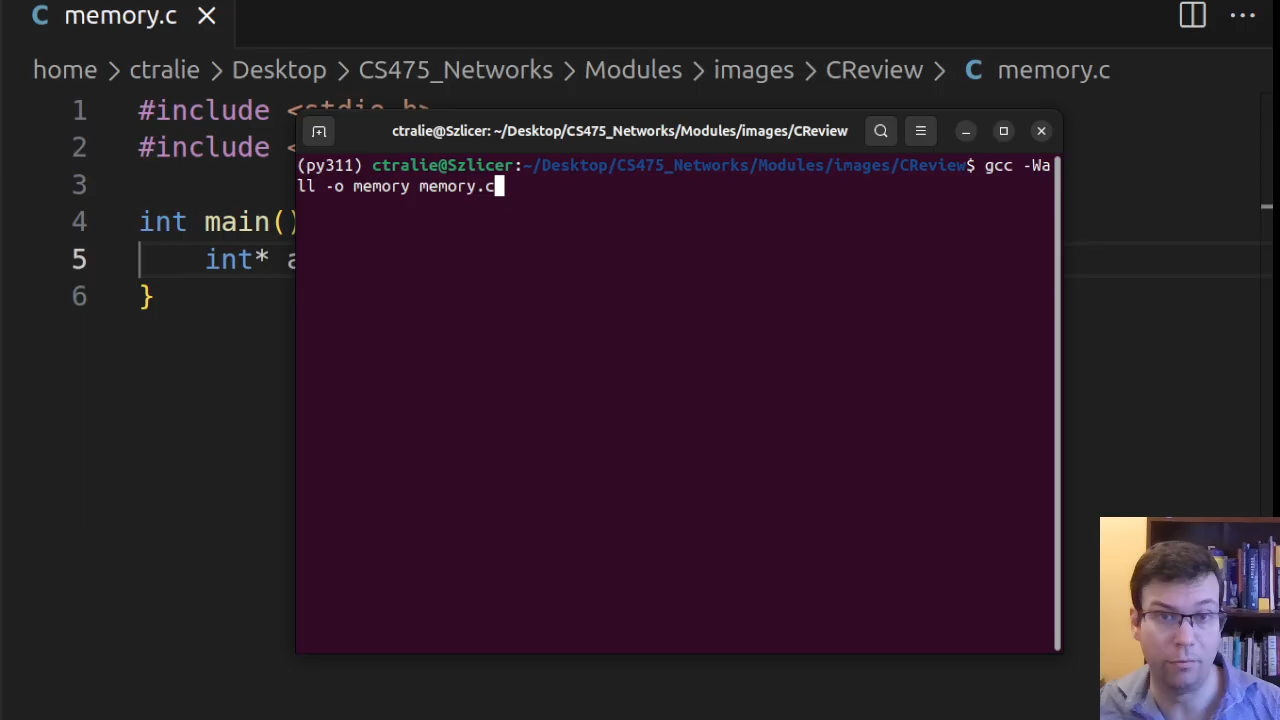 memory.c
home > ctralie > Desktop > CS475_Networks > Modules > images > CReview > C memory.c
1 #include
2 #include <
3
4 int main()
5 int* a
6 }
ctralie@Szlicer: ~/Desktop/CS475_Networks/Modules/images/CReview
(py311) ctralie@Szlicer:~/Desktop/CS475_Networks/Modules/images/CReview$ gcc -Wa
ll -o memory memory.c